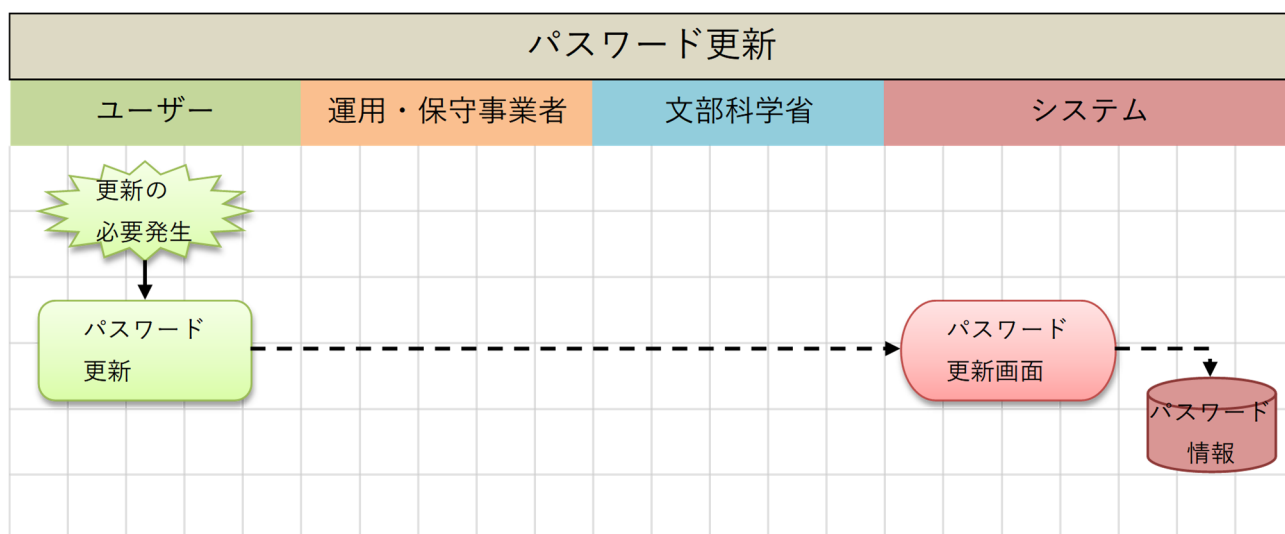 パスワード更新
ユーザー
運用・保守事業者
文部科学省
システム
更新の
必要発生
パスワード
更新
パスワード
更新画面
パスワード
情報